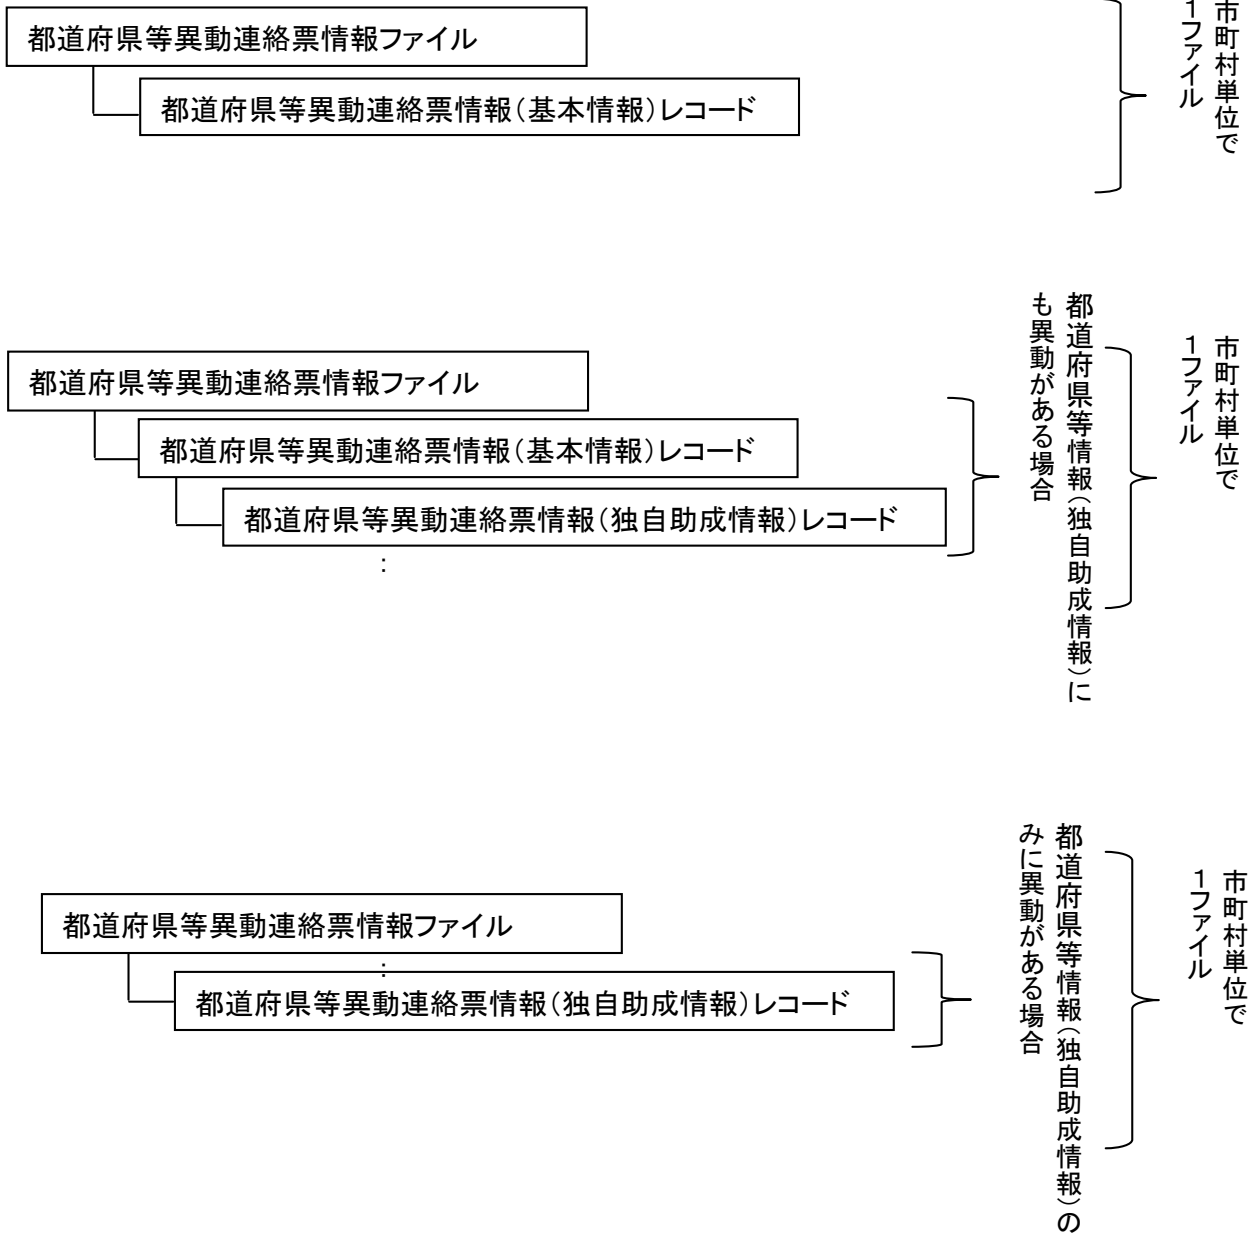 都道府県等異動連絡票情報ファイル
都道府県等異動連絡票情報（基本情報）レコード
市町村単位で
１ファイル
都道府県等異動連絡票情報ファイル
都道府県等異動連絡票情報（基本情報）レコード
都道府県等異動連絡票情報（独自助成情報）レコード
：
都道府県等情報（独自助成情報）に
も異動がある場合
市町村単位で
１ファイル
都道府県等異動連絡票情報ファイル
：
都道府県等異動連絡票情報（独自助成情報）レコード
都道府県等情報（独自助成情報）の
みに異動がある場合
市町村単位で
１ファイル